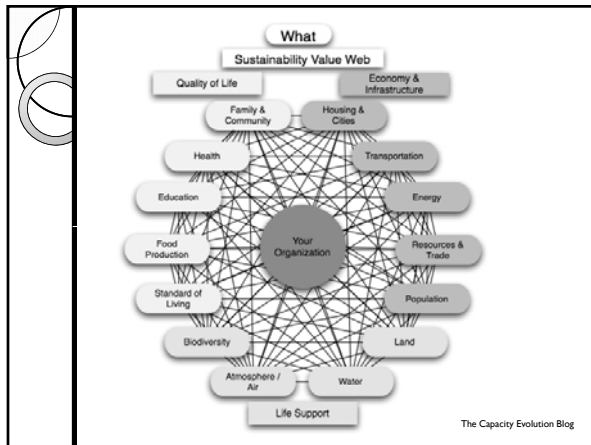 What
Sustainability Value Web
Quality of Life
Economy &
Infrastructure
Family &
Community
Housing &
Cities
Health
Transportation
Education
Energy
Food
Production
Your
Organization
Resources &
Trade
Standard of
Living
Population
Biodiversity
Land
Atmosphere /
Air
Water
Life Support
The Capacity Evolution Blog